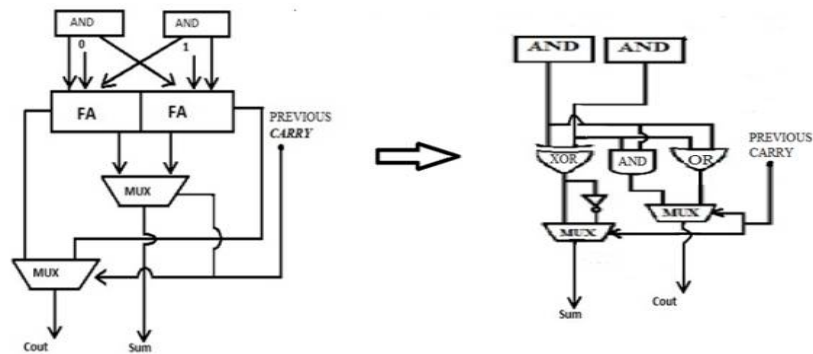 AND
AND
0
1
FA
FA
PREVIOUS
CARRY
MUX
MUX
Cout
Sum
AND
AND
XOR
AND
OR
PREVIOUS
CARRY
MUX
MUX
Sum
Cout